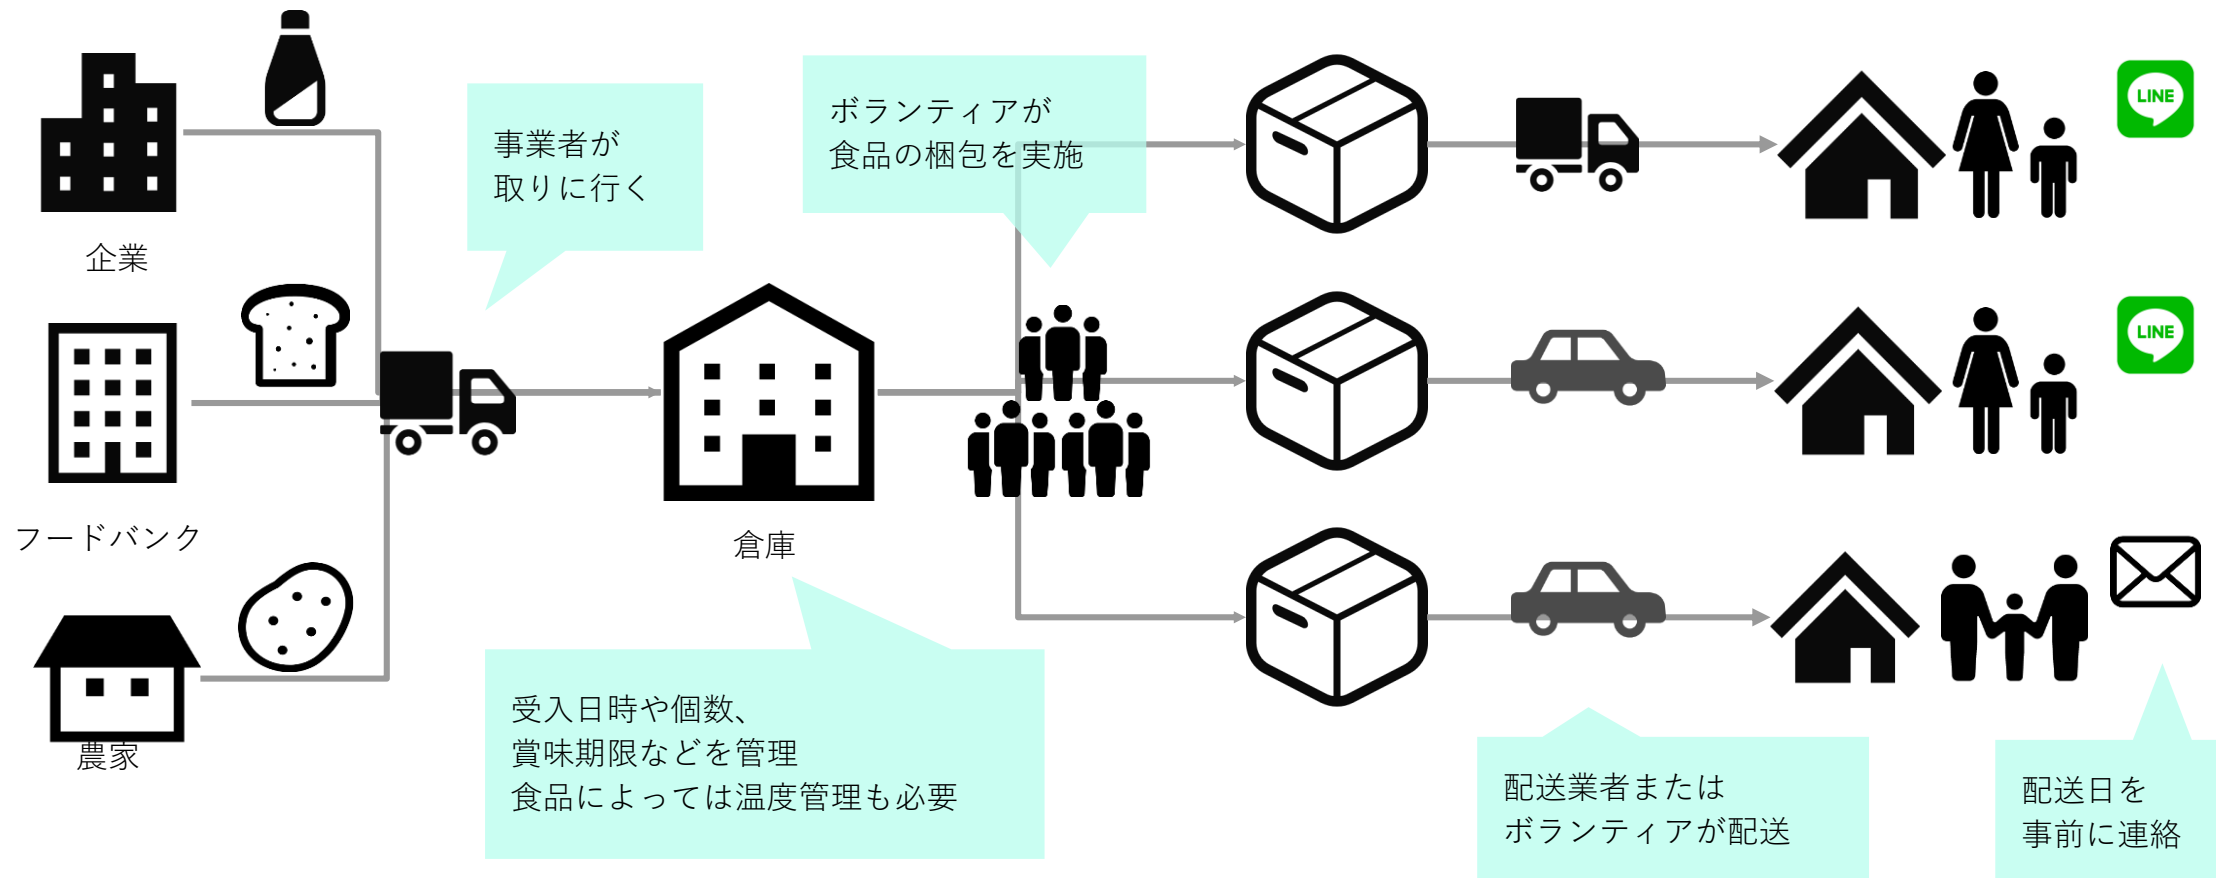 企業
フードバンク
農家
事業者が
取りに行く
倉庫
受入日時や個数、
賞味期限などを管理
食品によっては温度管理も必要
ボランティアが
食品の梱包を実施
配送業者または
ボランティアが配送
LINE
LINE
配送日を
事前に連絡